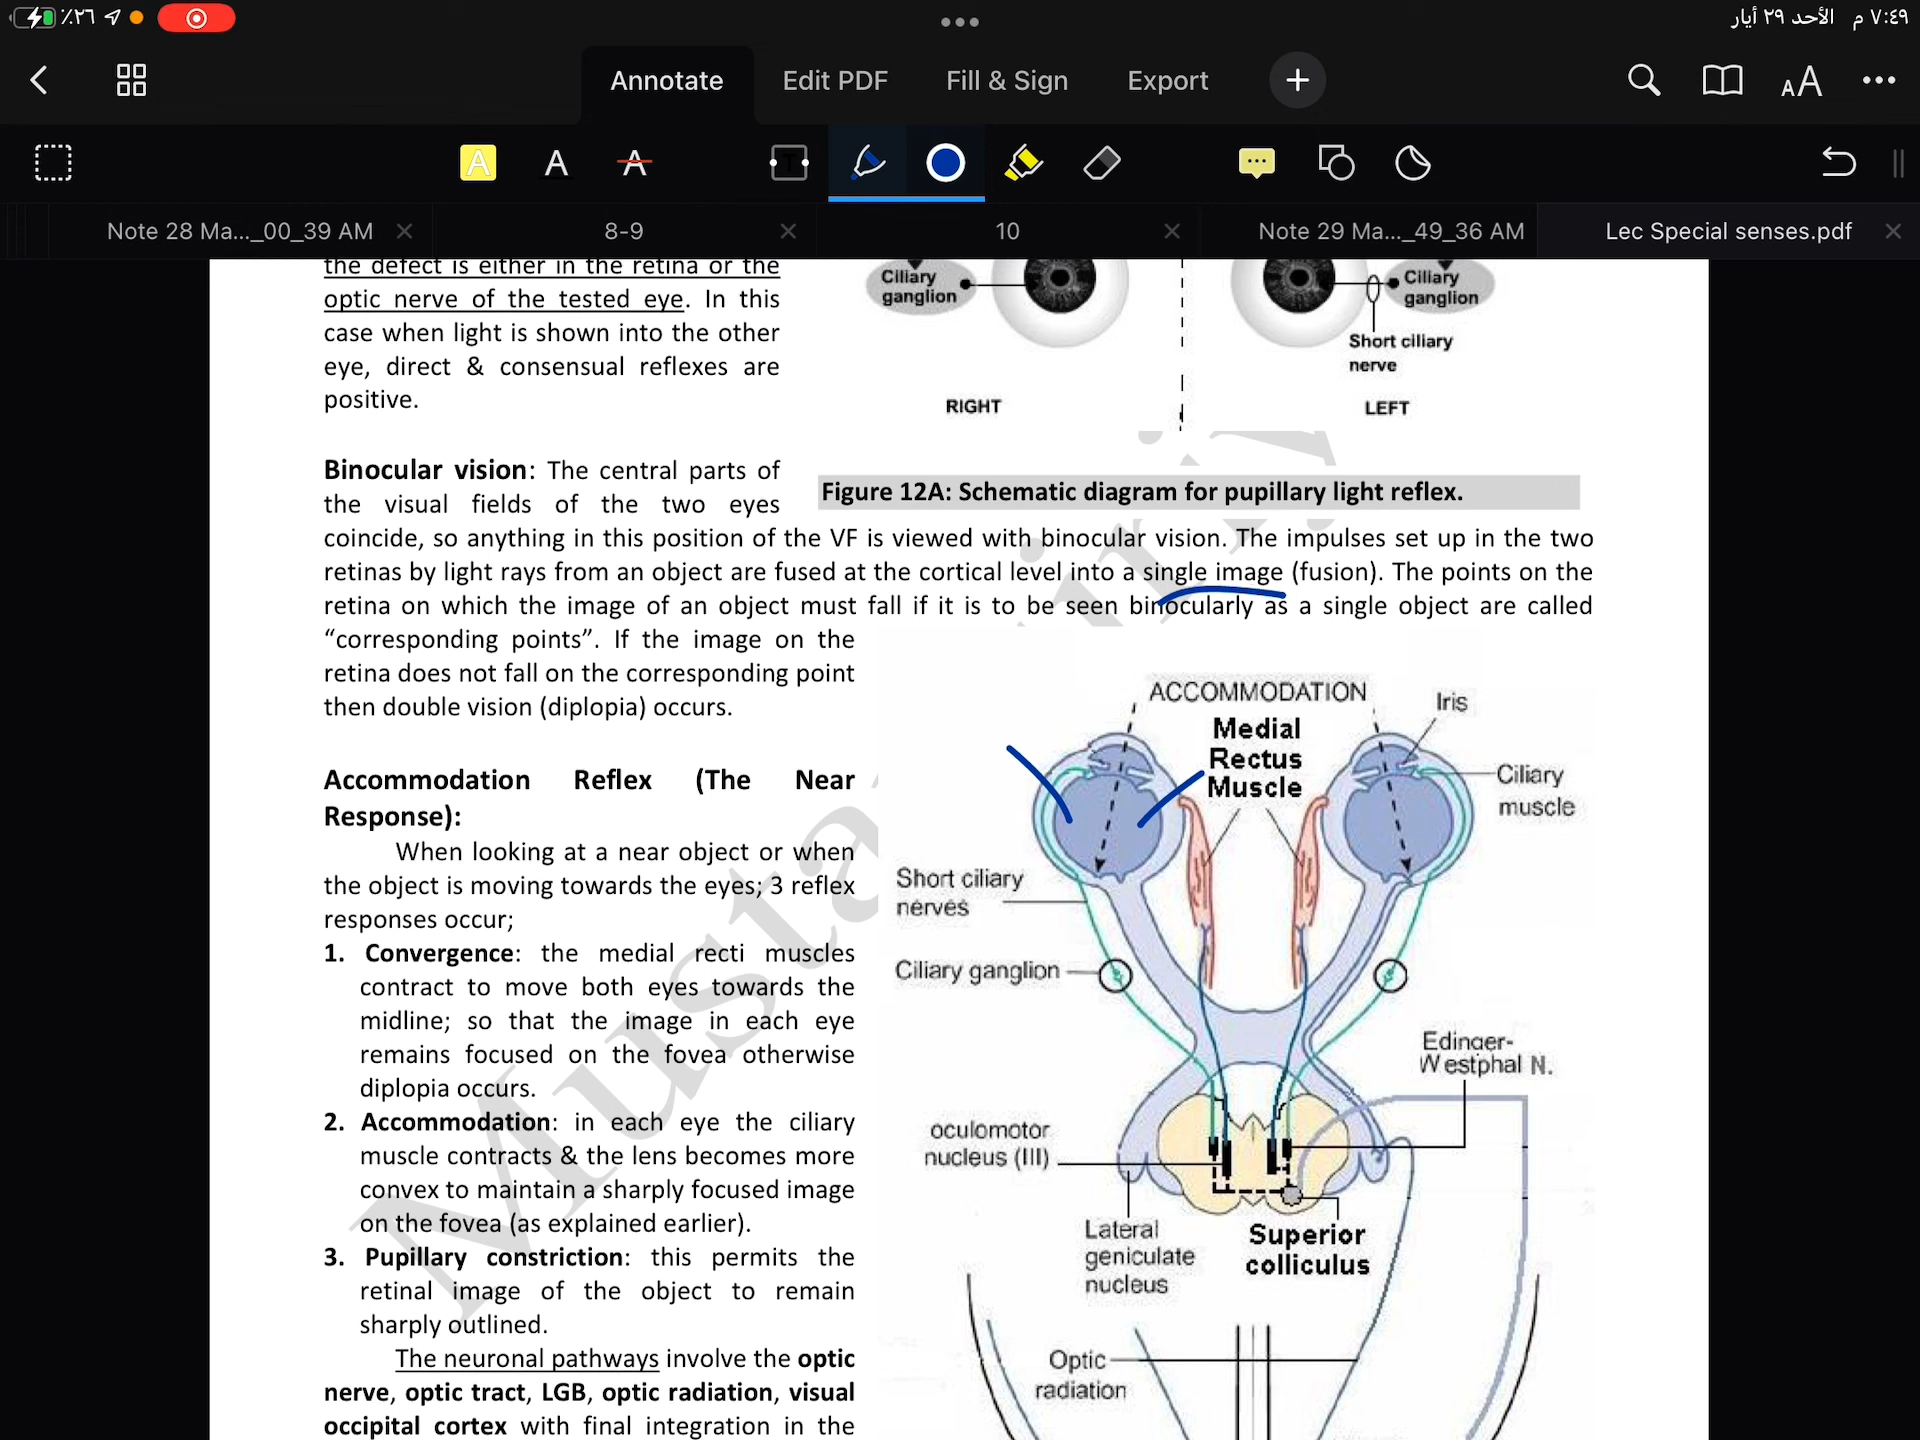 ٪٢٦
٧:٤٩ م الأحد ٢٩ أيار
Annotate Edit PDF Fill & Sign Export
Note 28 Ma..._00_39 AM 8-9 10 Note 29 Ma..._49_36 AM Lec Special senses.pdf
the defect is either in the retina or the
optic nerve of the tested eye. In this
case when light is shown into the other
eye, direct & consensual reflexes are
positive.
Ciliary
ganglion
Ciliary
ganglion
Short ciliary
nerve
RIGHT
LEFT
Figure 12A: Schematic diagram for pupillary light reflex.
Binocular vision: The central parts of
the visual fields of the two eyes
coincide, so anything in this position of the VF is viewed with binocular vision. The impulses set up in the two
retinas by light rays from an object are fused at the cortical level into a single image (fusion). The points on the
retina on which the image of an object must fall if it is to be seen binocularly as a single object are called
“corresponding points”. If the image on the
retina does not fall on the corresponding point
then double vision (diplopia) occurs.
Accommodation Reflex (The Near
Response):
When looking at a near object or when
the object is moving towards the eyes; 3 reflex
responses occur;
1. Convergence: the medial recti muscles
contract to move both eyes towards the
midline; so that the image in each eye
remains focused on the fovea otherwise
diplopia occurs.
2. Accommodation: in each eye the ciliary
muscle contracts & the lens becomes more
convex to maintain a sharply focused image
on the fovea (as explained earlier).
3. Pupillary constriction: this permits the
retinal image of the object to remain
sharply outlined.
The neuronal pathways involve the optic
nerve, optic tract, LGB, optic radiation, visual
occipital cortex with final integration in the
ACCOMMODATION
Iris
Medial
Rectus
Muscle
Ciliary
muscle
Short ciliary
nerves
Ciliary ganglion
Edinger-
Westphal N.
oculomotor
nucleus (III)
Lateral
geniculate
nucleus
Superior
colliculus
Optic
radiation